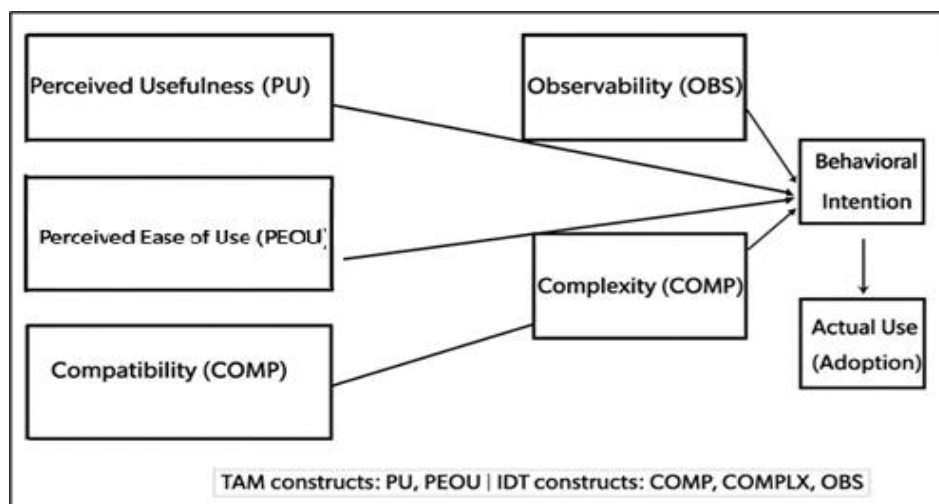 Perceived Usefulness (PU)
Observability (OBS)
Behavioral
Intention
Perceived Ease of Use (PEOU)
Complexity (COMP)
Actual Use
(Adoption)
Compatibility (COMP)
TAM constructs: PU, PEOU | IDT constructs: COMP, COMPLX, OBS